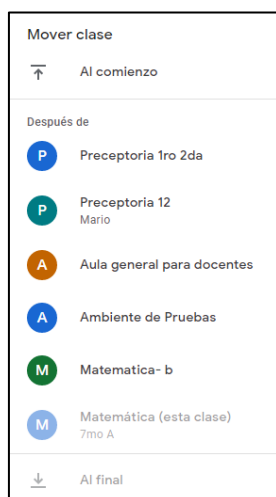 Mover clase
Al comienzo
Después de
P
Preceptoria 1ro 2da
P
Preceptoria 12
Mario
A
Aula general para docentes
A
Ambiente de Pruebas
M
Matematica- b
M
Matemática (esta clase)
7mo A
Al final